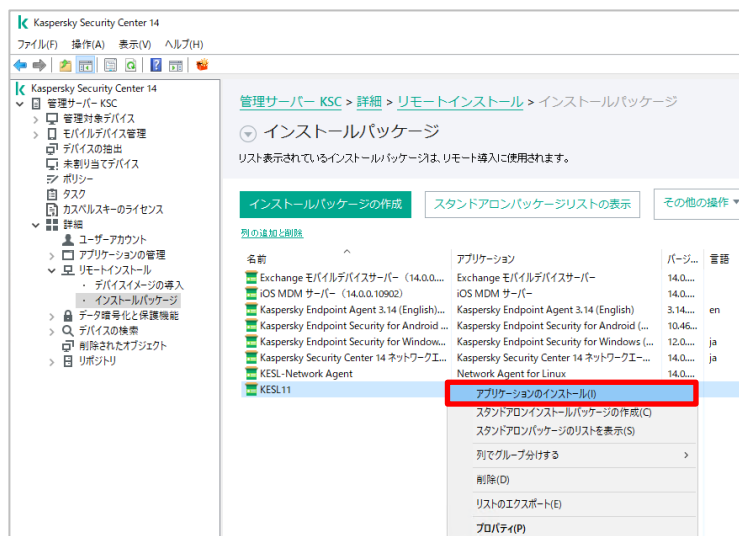 Kaspersky Security Center 14
ファイル(F) 操作(A) 表示(V) ヘルプ(H)
Kaspersky Security Center 14
管理サーバー KSC
管理対象デバイス
モバイルデバイス管理
デバイスの抽出
未割り当てデバイス
ポリシー
タスク
カスペルスキーのライセンス
詳細
ユーザーアカウント
アプリケーションの管理
リモートインストール
・ デバイスイメージの導入
・ インストールパッケージ
データ暗号化と保護機能
デバイスの検索
削除されたオブジェクト
リポジトリ
管理サーバー KSC > 詳細 > リモートインストール > インストールパッケージ
インストールパッケージ
リスト表示されているインストールパッケージは、リモート導入に使用されます。
インストールパッケージの作成 スタンドアロンパッケージリストの表示 その他の操作
列の追加と削除
名前 アプリケーション バージ... 言語
Exchange モバイルデバイスサーバー (14.0.0.... Exchange モバイルデバイスサーバー 14.0....
iOS MDM サーバー (14.0.0.10902) iOS MDM サーバー 14.0....
Kaspersky Endpoint Agent 3.14 (English)... Kaspersky Endpoint Agent 3.14 (English) 3.14.... en
Kaspersky Endpoint Security for Android ... Kaspersky Endpoint Security for Android (... 10.46...
Kaspersky Endpoint Security for Window... Kaspersky Endpoint Security for Windows (... 12.0.... ja
Kaspersky Security Center 14 ネットワークエ... Kaspersky Security Center 14 ネットワークエー... 14.0.... ja
KESL-Network Agent Network Agent for Linux 14.0....
KESL11
アプリケーションのインストール(I)
スタンドアロンインストールパッケージの作成(C)
スタンドアロンパッケージのリストを表示(S)
列でグループ分けする
削除(D)
リストのエクスポート(E)
プロパティ(P)